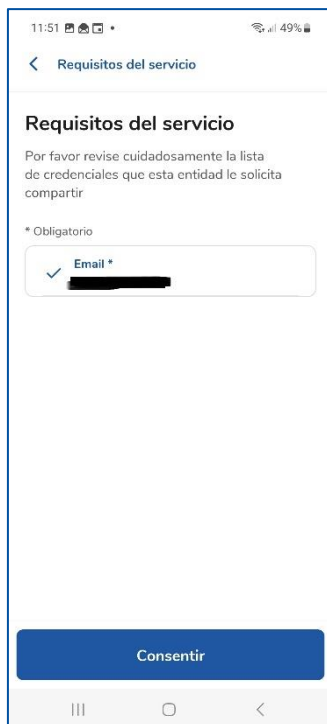 11:51
49%
Requisitos del servicio
Requisitos del servicio
Por favor revise cuidadosamente la lista
de credenciales que esta entidad le solicita
compartir
* Obligatorio
Email *
Consentir